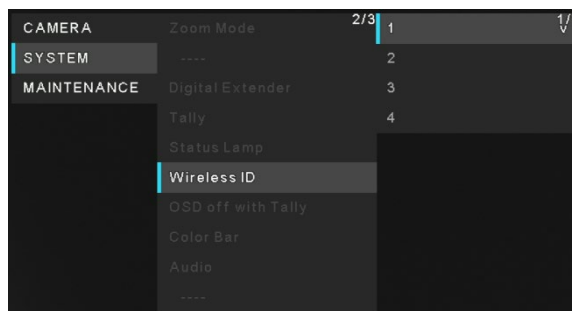 CAMERA
SYSTEM
MAINTENANCE
Zoom Mode
2/3
----
Digital Extender
Tally
Status Lamp
Wireless ID
OSD off with Tally
Color Bar
Audio
----
1
1/
v
2
3
4